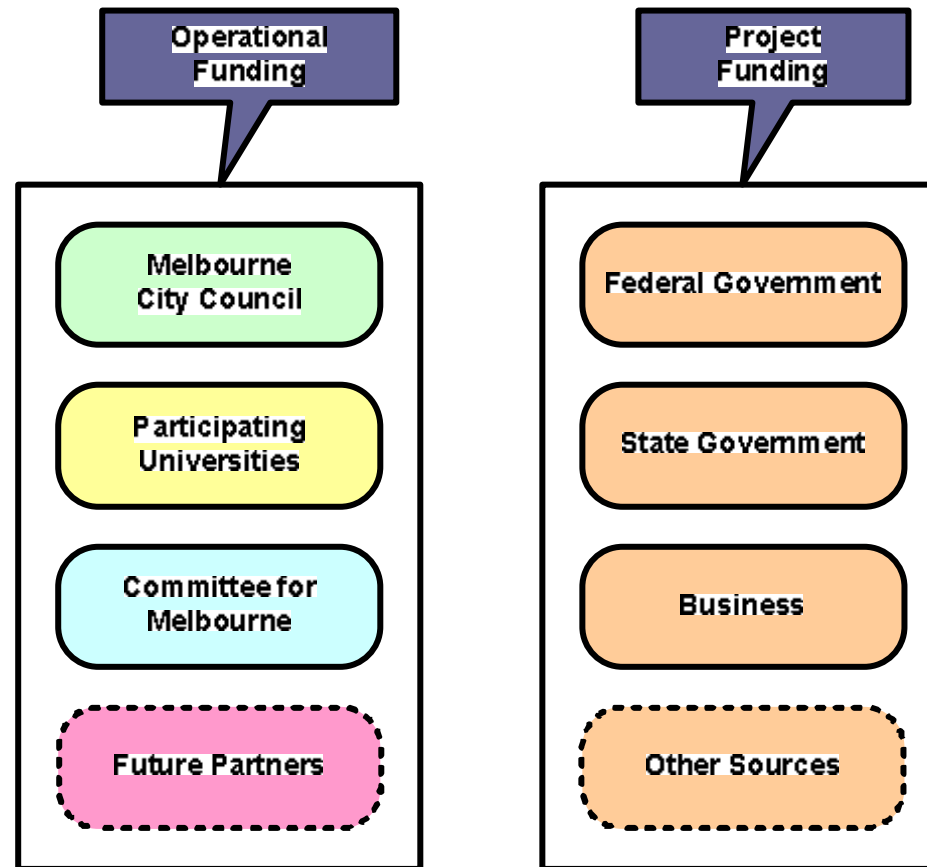 Operational
Funding
Melbourne
City Council
Participating
Universities
Committee for
Melbourne
Future Partners
Project
Funding
Federal Government
State Government
Business
Other Sources